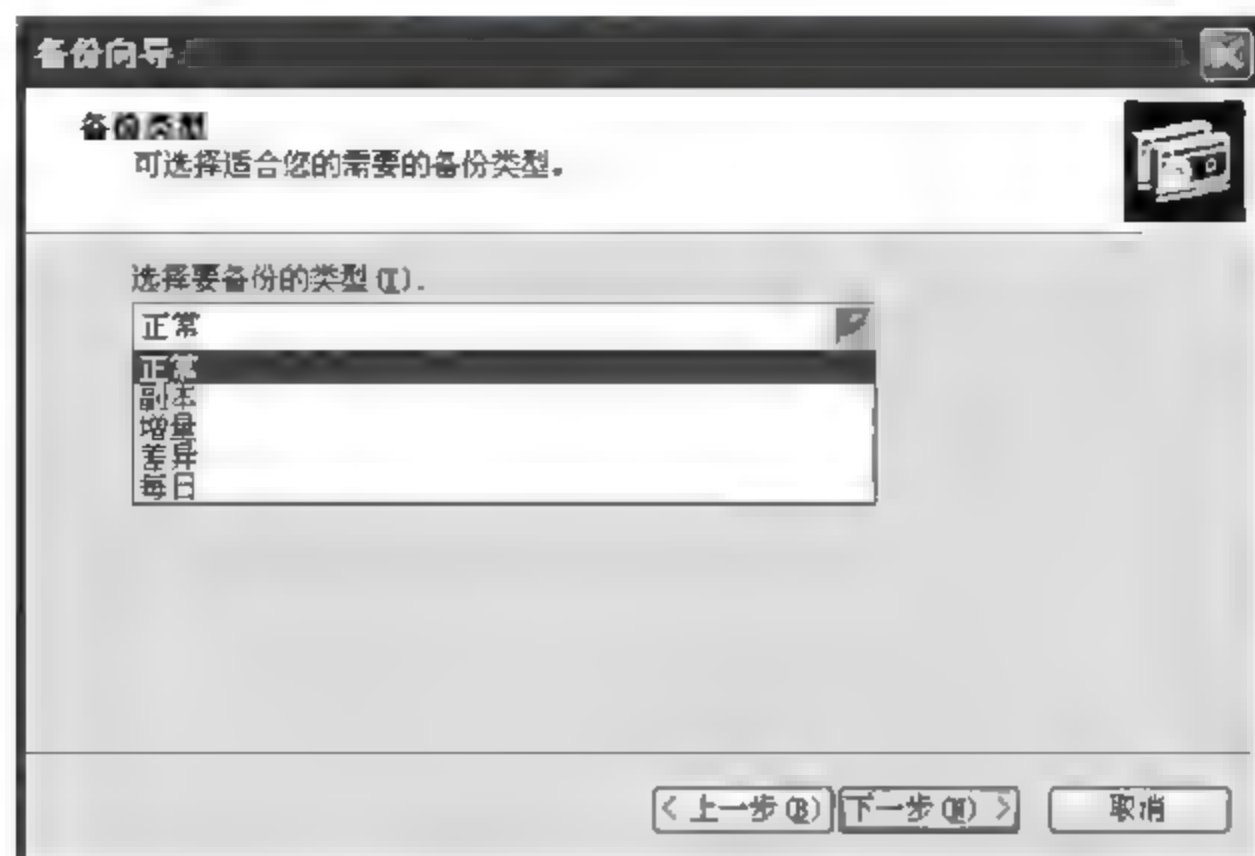 备份向导
备份类型
可选择适合您的需要的备份类型。
选择要备份的类型(T).
正常
正常
副本
增量
差异
每日
< 上一步(B)
下一步(N) >
取消